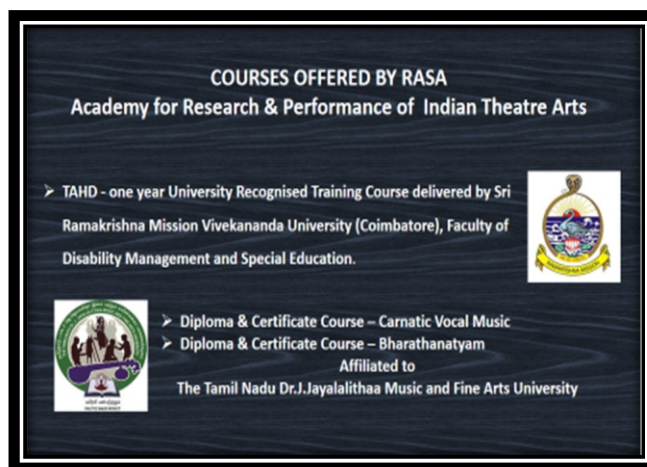 COURSES OFFERED BY RASA
Academy for Research & Performance of Indian Theatre Arts
➢ TAHD - one year University Recognised Training Course delivered by Sri
Ramakrishna Mission Vivekananda University (Coimbatore), Faculty of
Disability Management and Special Education.
➢ Diploma & Certificate Course – Carnatic Vocal Music
➢ Diploma & Certificate Course – Bharathanatyam
Affiliated to
The Tamil Nadu Dr.J.Jayalalithaa Music and Fine Arts University